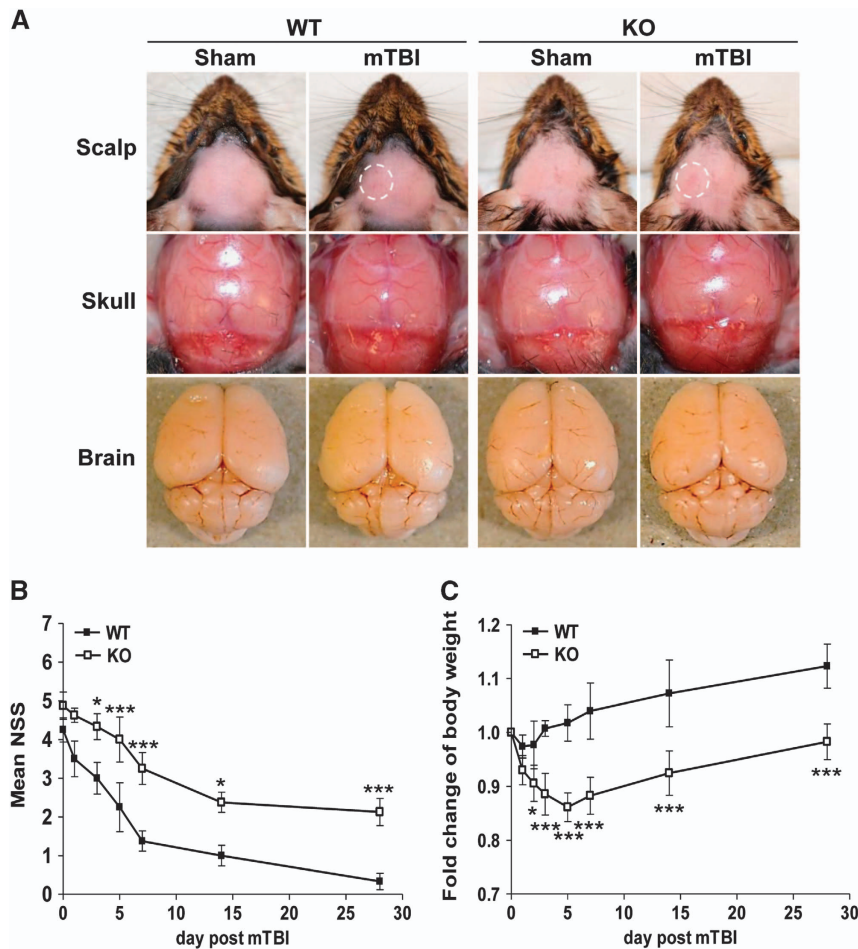 A
WT KO
Sham mTBI Sham mTBI
Scalp
Skull
Brain
B
7
6
5
4
3
2
1
0
Mean NSS
WT
KO
* *** *** * ***
0 5 10 15 20 25 30
day post mTBI
C
1.2
1.1
1.0
0.9
0.8
0.7
Fold change of body weight
WT
KO
* *** *** *** *** ***
0 5 10 15 20 25 30
day post mTBI